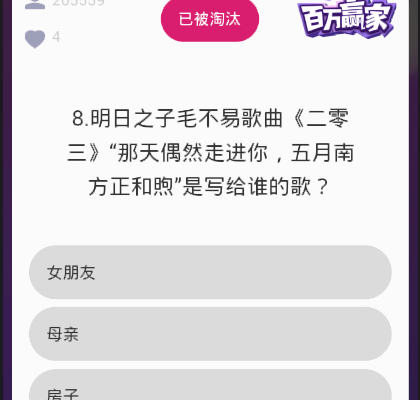 265559
已被淘汰
百万赢家
4
8.明日之子毛不易歌曲《二零
三》“那天偶然走进你，五月南
方正和煦”是写给谁的歌？
女朋友
母亲
房子